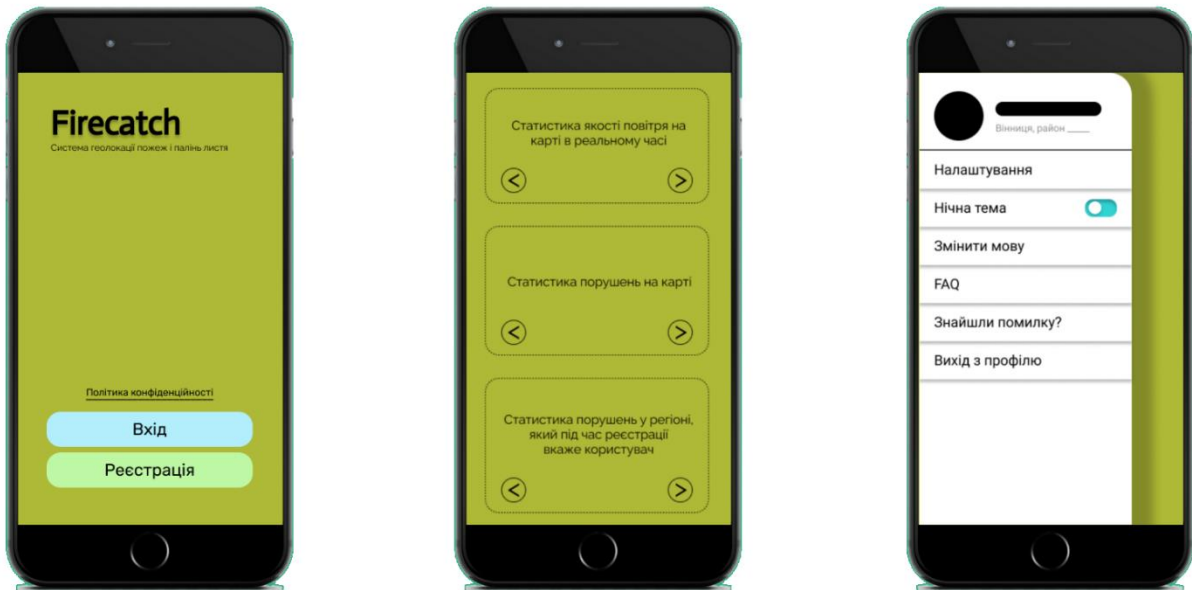 Firecatch
Система геолокації пожеж і палінь листя
Політика конфіденційності
Вхід
Реєстрація
Статистика якості повітря на
карті в реальному часі
Статистика порушень на карті
Статистика порушень у регіоні,
який під час реєстрації
вкаже користувач
Вінниця, район _____
Налаштування
Нічна тема
Змінити мову
FAQ
Знайшли помилку?
Вихід з профілю